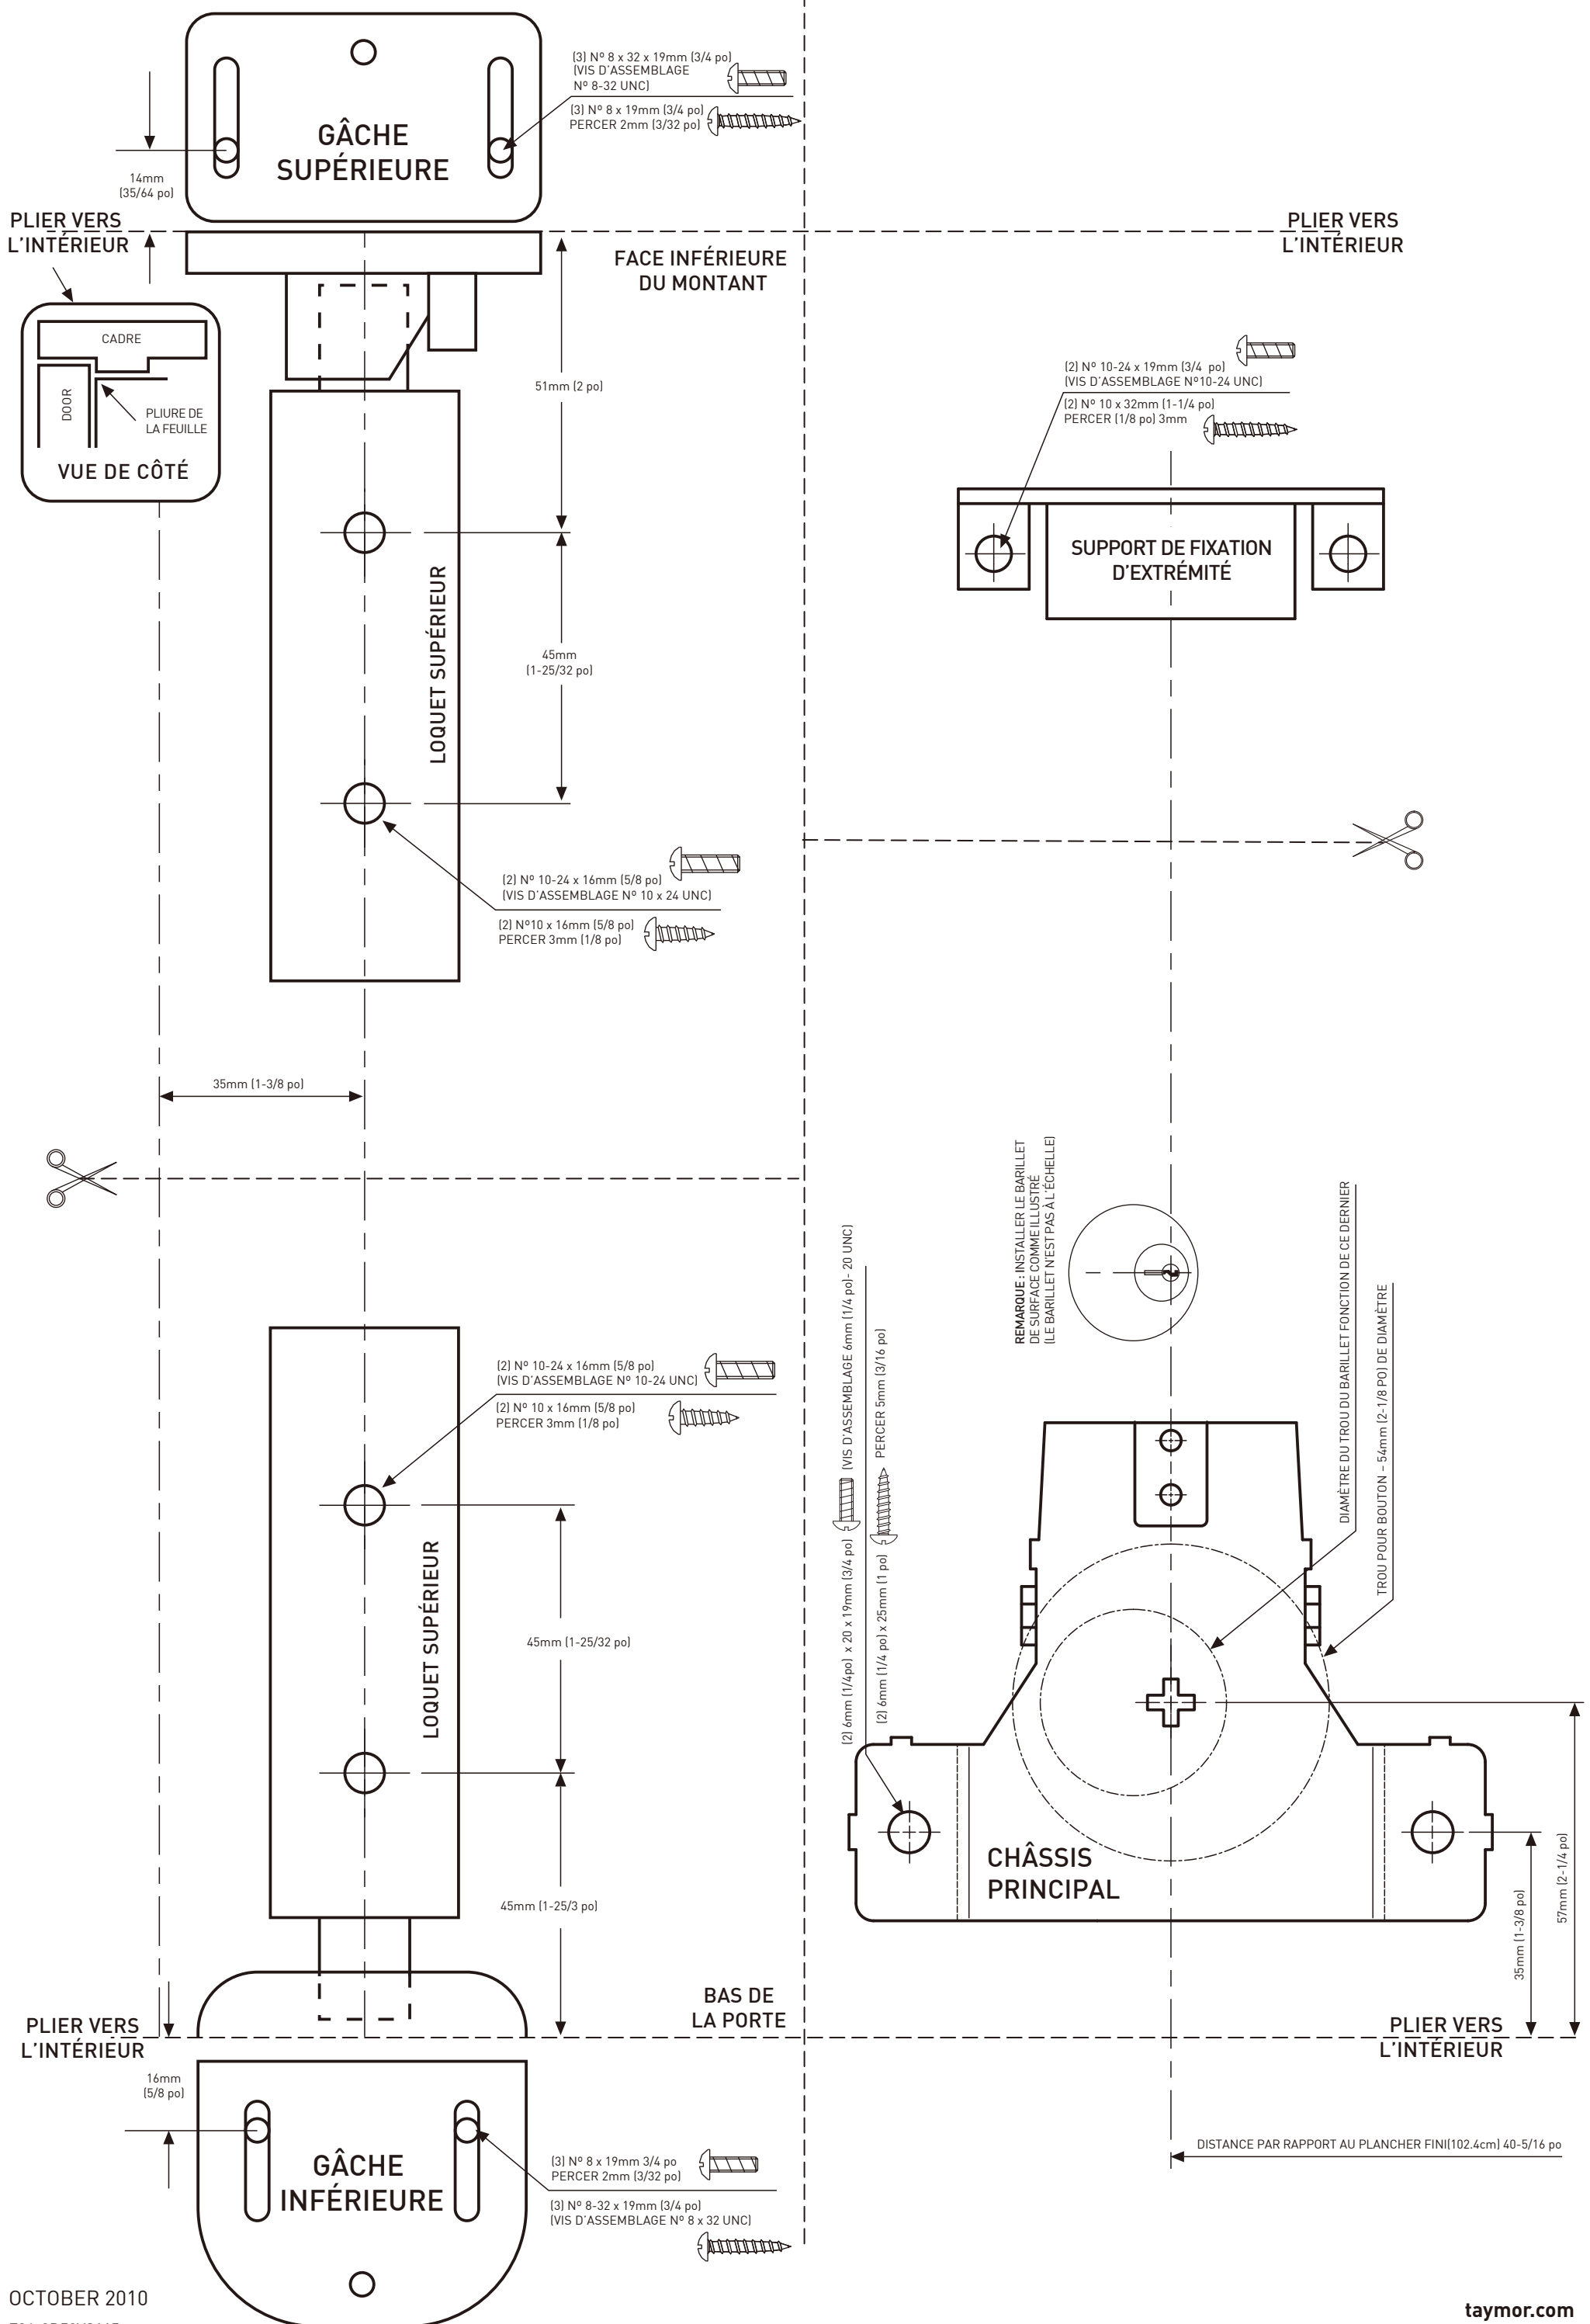 (3) Nº 8 x 32 x 19mm (3/4 po)
(VIS D'ASSEMBLAGE
Nº 8-32 UNC)
(3) Nº 8 x 19mm (3/4 po)
PERCER 2mm (3/32 po)
GÂCHE
SUPÉRIEURE
14mm
(35/64 po)
PLIER VERS
L'INTÉRIEUR
FACE INFÉRIEURE
DU MONTANT
PLIER VERS
L'INTÉRIEUR
CADRE
DOOR
PLIURE DE
LA FEUILLE
VUE DE CÔTÉ
51mm (2 po)
(2) Nº 10-24 x 19mm (3/4 po)
(VIS D'ASSEMBLAGE Nº10-24 UNC)
(2) Nº 10 x 32mm (1-1/4 po)
PERCER (1/8 po) 3mm
SUPPORT DE FIXATION
D'EXTRÉMITÉ
LOQUET SUPÉRIEUR
45mm
(1-25/32 po)
(2) Nº 10-24 x 16mm (5/8 po)
(VIS D'ASSEMBLAGE Nº 10 x 24 UNC)
(2) Nº10 x 16mm (5/8 po)
PERCER 3mm (1/8 po)
35mm (1-3/8 po)
REMARQUE : INSTALLER LE BARILLET
DE SURFACE COMME ILLUSTRÉ
(LE BARILLET N'EST PAS À L'ÉCHELLE)
DIAMÈTRE DU TROU DU BARILLET FONCTION DE CE DERNIER
TROU POUR BOUTON – 54mm (2-1/8 PO) DE DIAMÈTRE
(2) 6mm (1/4po) x 20 x 19mm (3/4 po) (VIS D'ASSEMBLAGE 6mm (1/4 po)- 20 UNC)
(2) 6mm (1/4 po) x 25mm (1 po) PERCER 5mm (3/16 po)
(2) Nº 10-24 x 16mm (5/8 po)
(VIS D'ASSEMBLAGE Nº 10-24 UNC)
(2) Nº 10 x 16mm (5/8 po)
PERCER 3mm (1/8 po)
LOQUET SUPÉRIEUR
45mm (1-25/32 po)
45mm (1-25/3 po)
CHÂSSIS
PRINCIPAL
35mm (1-3/8 po)
57mm (2-1/4 po)
BAS DE
LA PORTE
PLIER VERS
L'INTÉRIEUR
PLIER VERS
L'INTÉRIEUR
16mm
(5/8 po)
DISTANCE PAR RAPPORT AU PLANCHER FINI(102.4cm) 40-5/16 po
GÂCHE
INFÉRIEURE
(3) Nº 8 x 19mm 3/4 po
PERCER 2mm (3/32 po)
(3) Nº 8-32 x 19mm (3/4 po)
(VIS D'ASSEMBLAGE Nº 8 x 32 UNC)
OCTOBER 2010
taymor.com